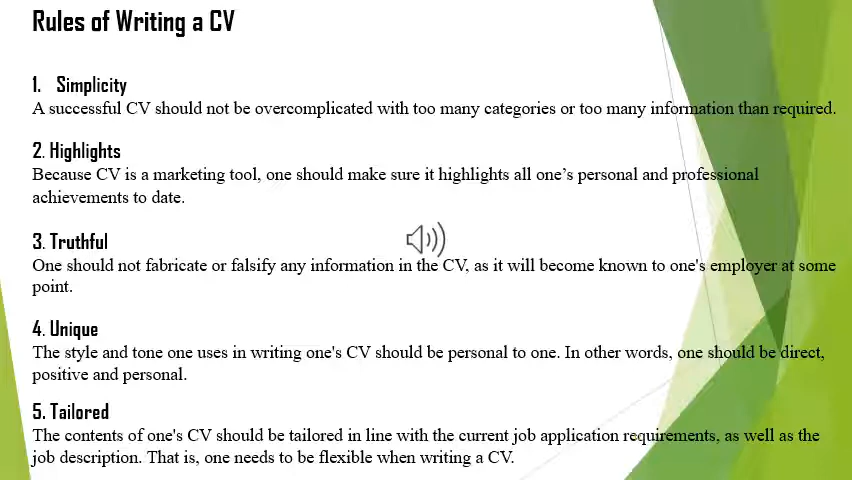 Rules of Writing a CV
1. Simplicity
A successful CV should not be overcomplicated with too many categories or too many information than required.
2. Highlights
Because CV is a marketing tool, one should make sure it highlights all one’s personal and professional
achievements to date.
3. Truthful
One should not fabricate or falsify any information in the CV, as it will become known to one's employer at some
point.
4. Unique
The style and tone one uses in writing one's CV should be personal to one. In other words, one should be direct,
positive and personal.
5. Tailored
The contents of one's CV should be tailored in line with the current job application requirements, as well as the
job description. That is, one needs to be flexible when writing a CV.